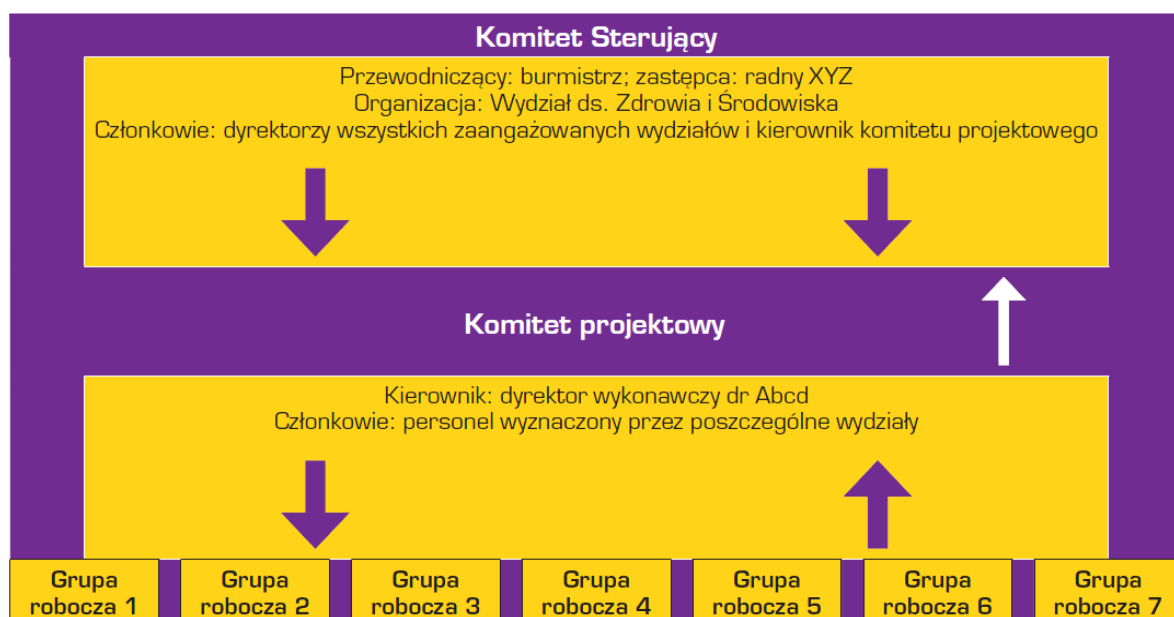 Komitet Sterujący
Przewodniczący: burmistrz; zastępca: radny XYZ
Organizacja: Wydział ds. Zdrowia i Środowiska
Członkowie: dyrektorzy wszystkich zaangażowanych wydziałów i kierownik komitetu projektowego
Komitet projektowy
Kierownik: dyrektor wykonawczy dr Abcd
Członkowie: personel wyznaczony przez poszczególne wydziały
Grupa
robocza 1
Grupa
robocza 2
Grupa
robocza 3
Grupa
robocza 4
Grupa
robocza 5
Grupa
robocza 6
Grupa
robocza 7